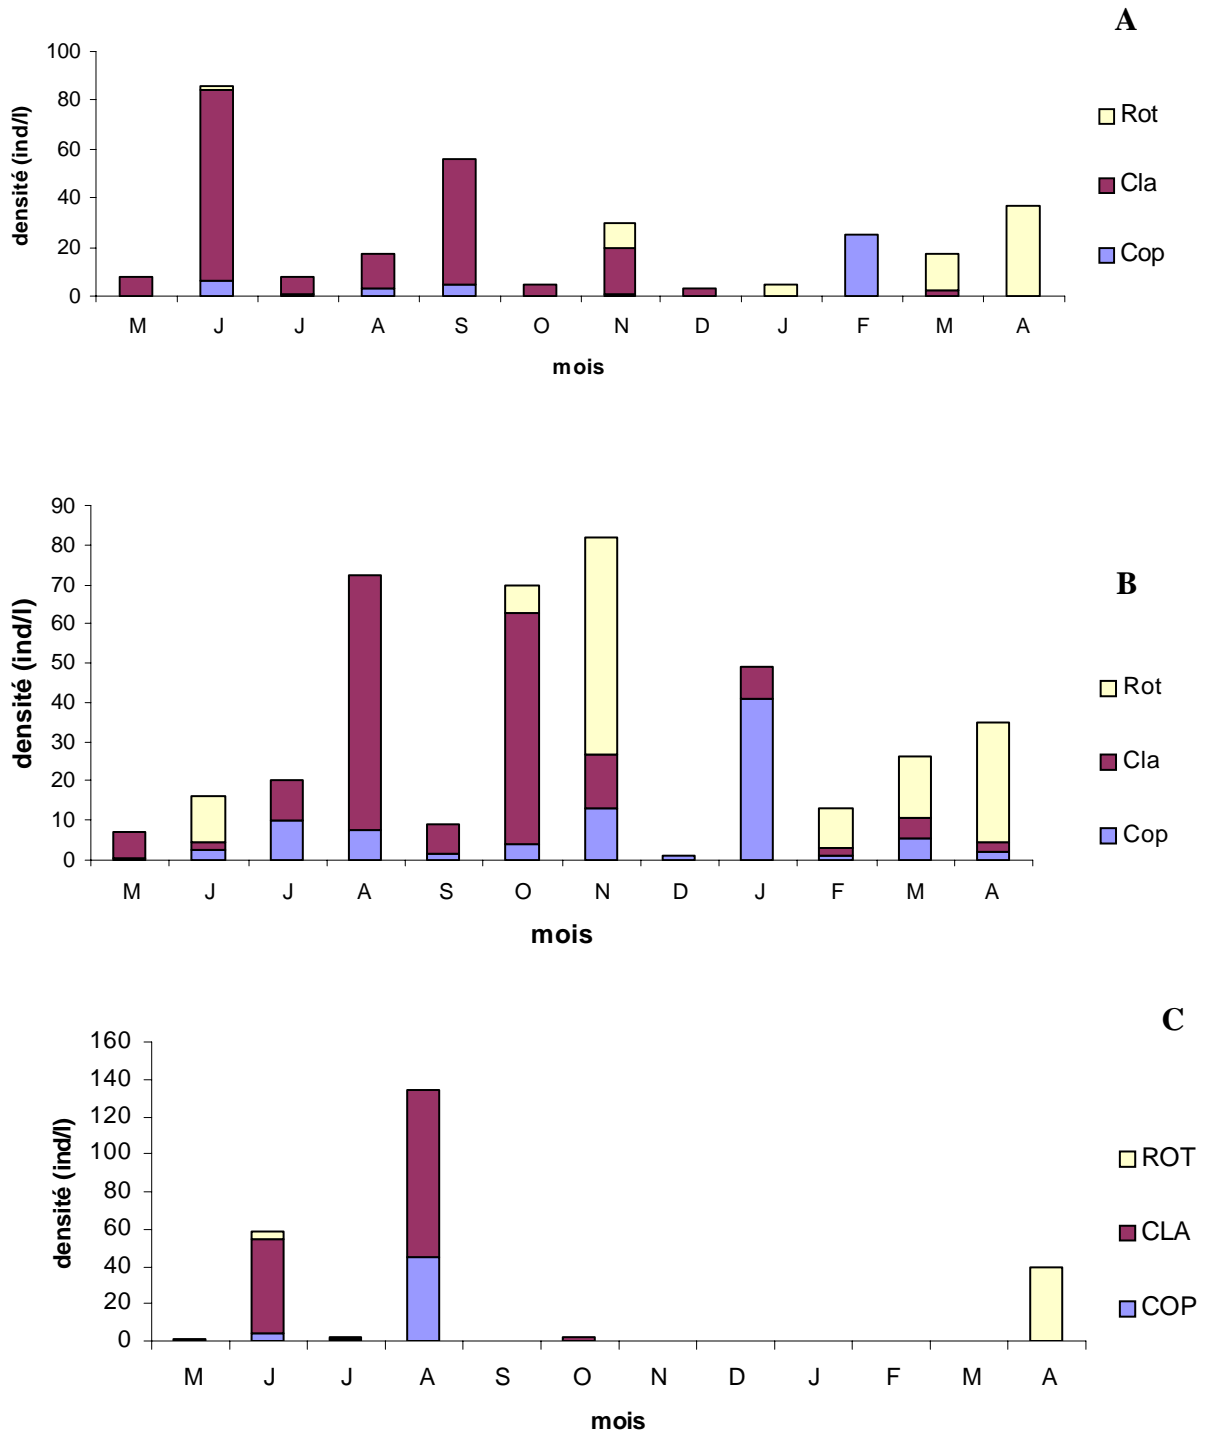 A
100
80
60
40
20
0
densité (ind/l)
M J J A S O N D J F M A
mois
Rot
Cla
Cop
90
80
70
60
50
40
30
20
10
0
densité (ind/l)
M J J A S O N D J F M A
mois
B
Rot
Cla
Cop
C
160
140
120
100
80
60
40
20
0
densité (ind/l)
M J J A S O N D J F M A
mois
ROT
CLA
COP